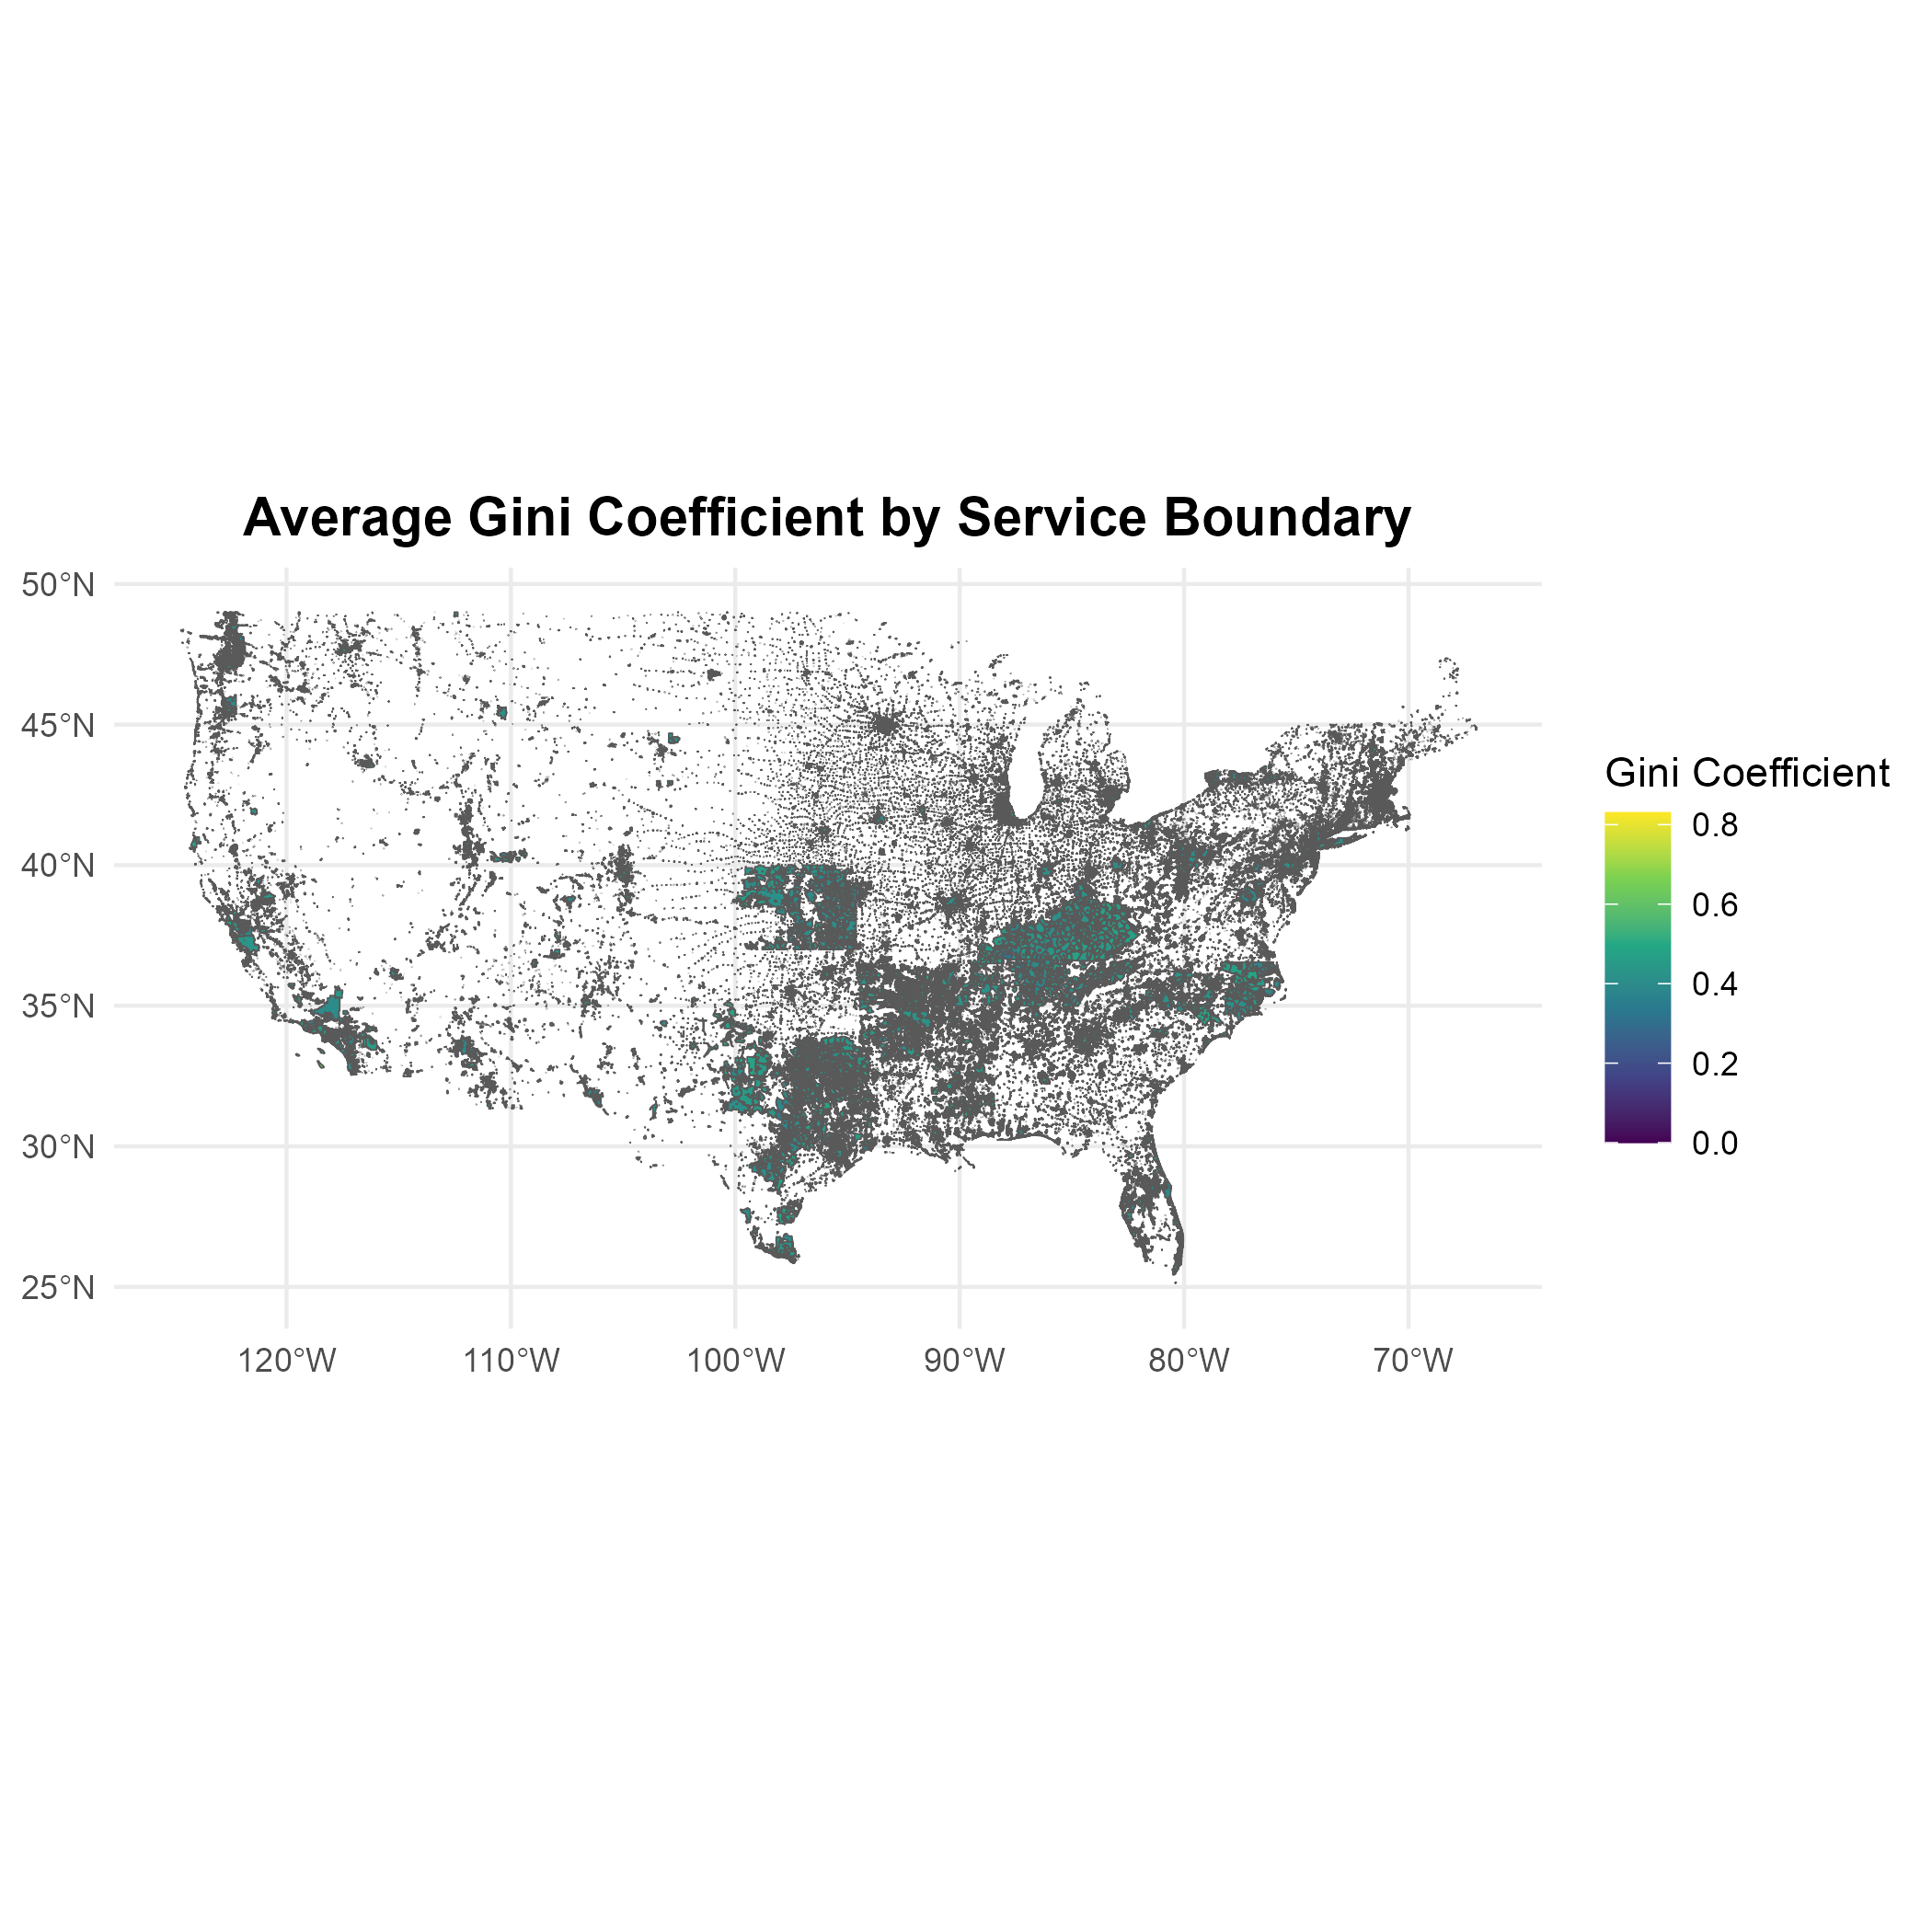 Average Gini Coefficient by Service Boundary
50°N
45°N
40°N
35°N
30°N
25°N
120°W 110°W 100°W 90°W 80°W 70°W
Gini Coefficient
0.8
0.6
0.4
0.2
0.0